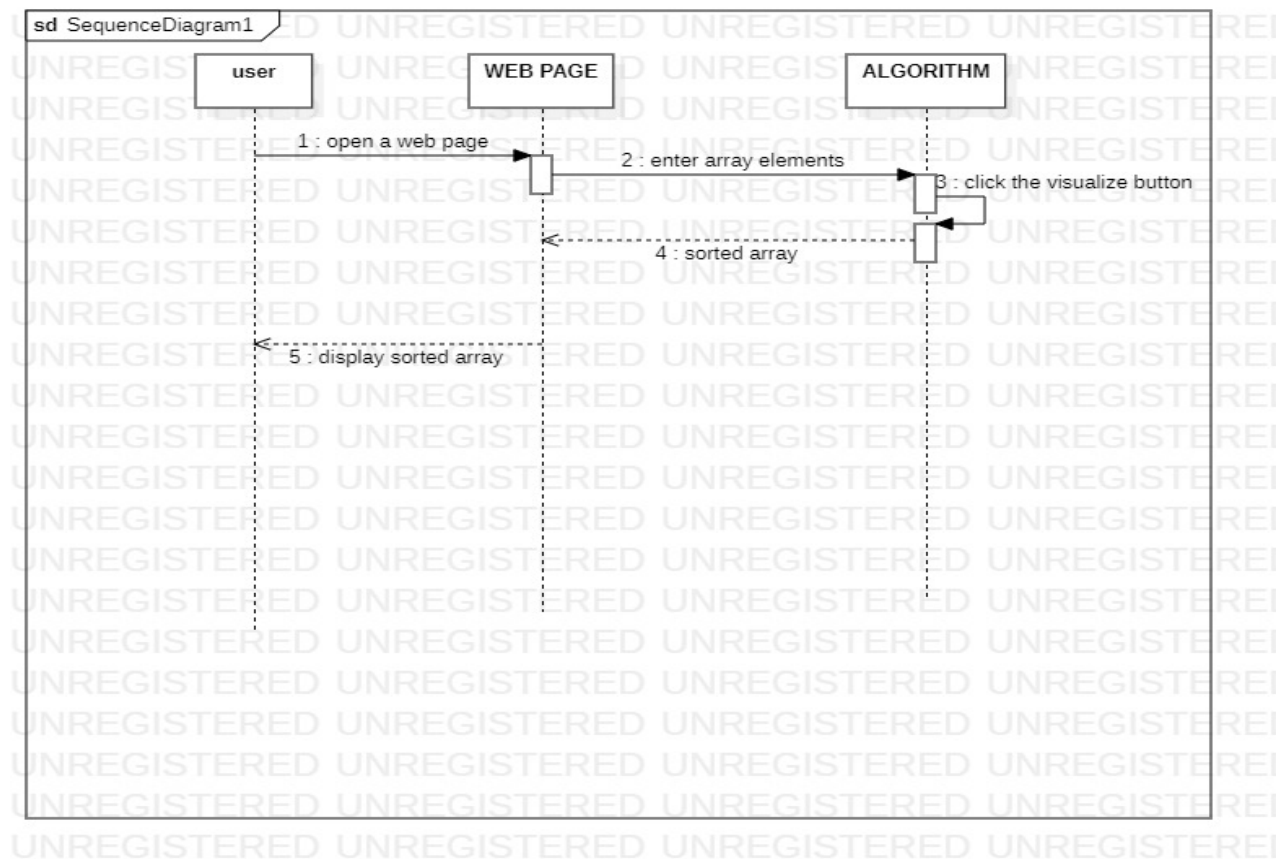 sd SequenceDiagram1
user
WEB PAGE
ALGORITHM
1 : open a web page
2 : enter array elements
3 : click the visualize button
4 : sorted array
5 : display sorted array
UNREGISTERED UNREGISTERED UNREGISTERED UNREGISTERED